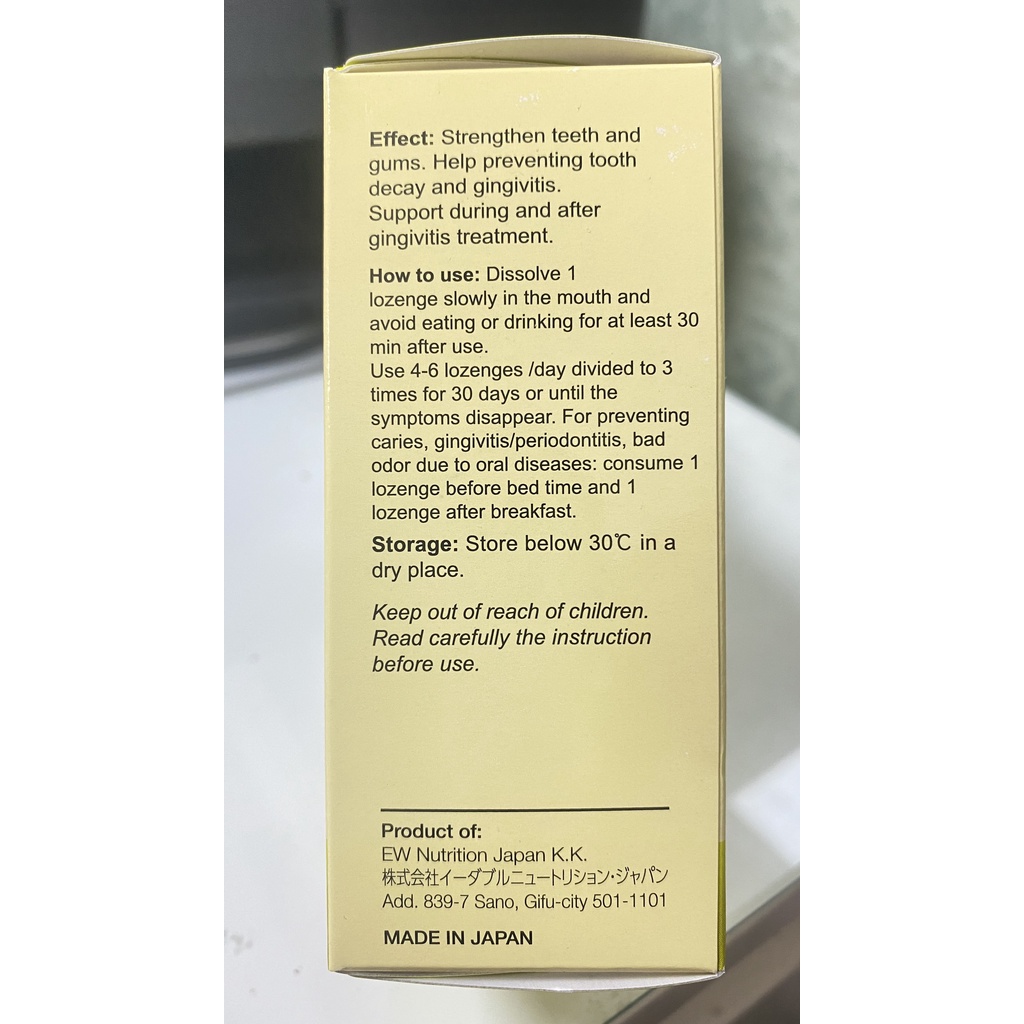 Effect: Strengthen teeth and
gums. Help preventing tooth
decay and gingivitis.
Support during and after
gingivitis treatment.
How to use: Dissolve 1
lozenge slowly in the mouth and
avoid eating or drinking for at least 30
min after use.
Use 4-6 lozenges /day divided to 3
times for 30 days or until the
symptoms disappear. For preventing
caries, gingivitis/periodontitis, bad
odor due to oral diseases: consume 1
lozenge before bed time and 1
lozenge after breakfast.
Storage: Store below 30℃ in a
dry place.
Keep out of reach of children.
Read carefully the instruction
before use.
Product of:
EW Nutrition Japan K.K.
株式会社イーダブルニュートリション・ジャパン
Add. 839-7 Sano, Gifu-city 501-1101
MADE IN JAPAN